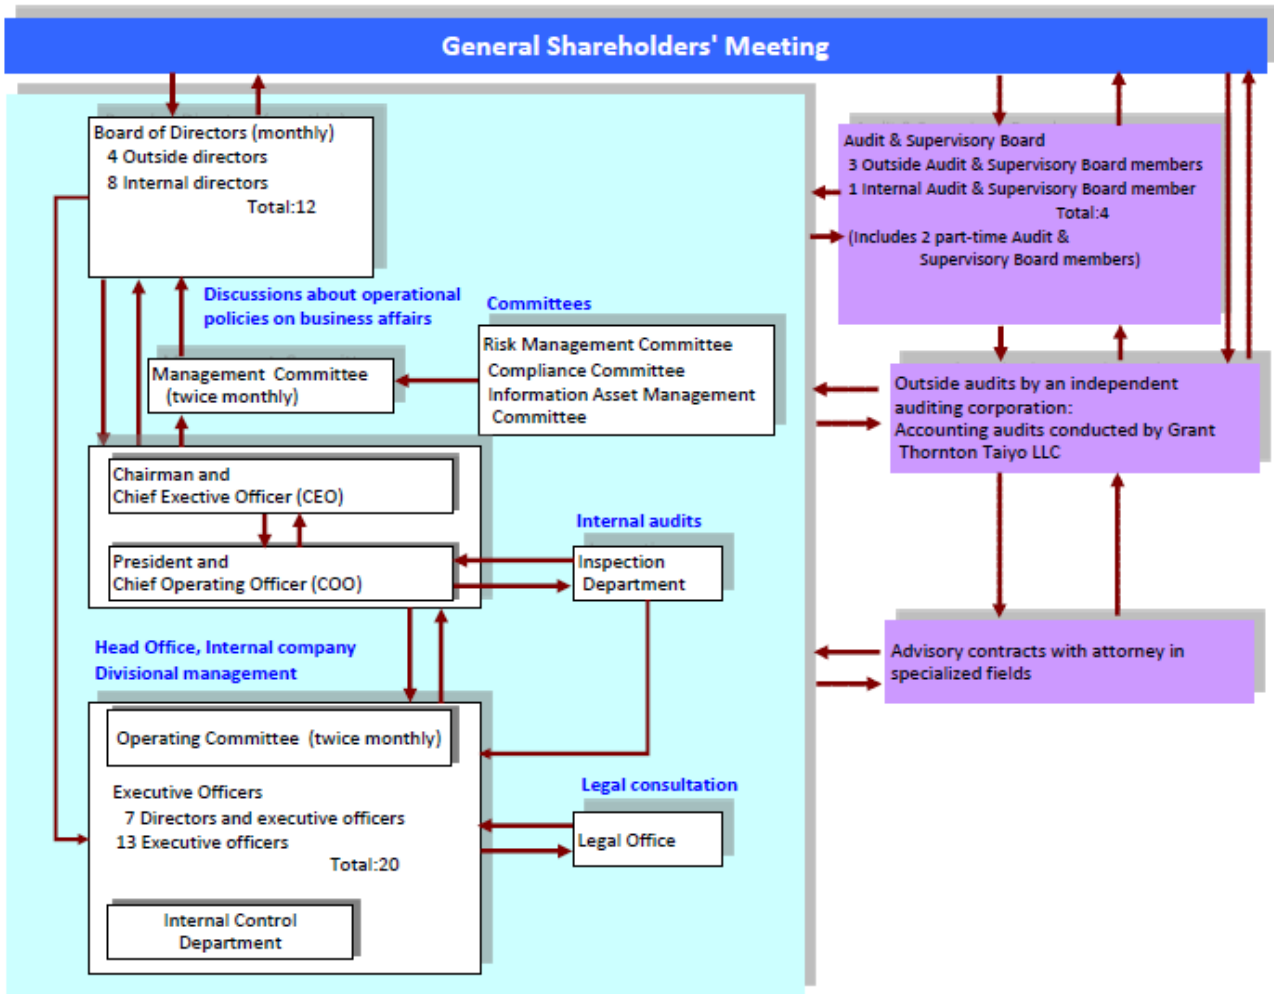 General Shareholders' Meeting
Board of Directors (monthly)
4 Outside directors
8 Internal directors
Total:12
Audit & Supervisory Board
3 Outside Audit & Supervisory Board members
1 Internal Audit & Supervisory Board member
Total:4
(Includes 2 part-time Audit &
Supervisory Board members)
Discussions about operational
policies on business affairs
Committees
Risk Management Committee
Compliance Committee
Information Asset Management
Committee
Management Committee
(twice monthly)
Outside audits by an independent
auditing corporation:
Accounting audits conducted by Grant
Thornton Taiyo LLC
Chairman and
Chief Exective Officer (CEO)
President and
Chief Operating Officer (COO)
Internal audits
Inspection
Department
Head Office, Internal company
Divisional management
Advisory contracts with attorney in
specialized fields
Operating Committee (twice monthly)
Executive Officers
7 Directors and executive officers
13 Executive officers
Total:20
Legal consultation
Legal Office
Internal Control
Department